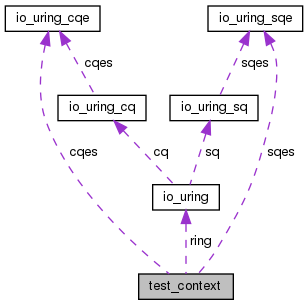 io_uring_cqe
io_uring_sqe
cqes
sqes
io_uring_cq
io_uring_sq
cqes
cq
sq
sqes
io_uring
ring
test_context